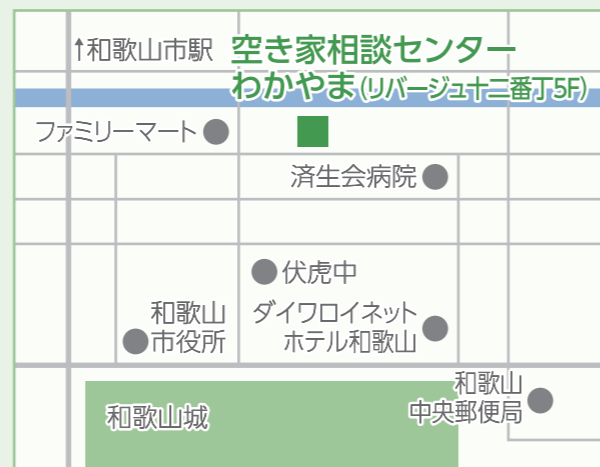 ↑和歌山市駅
空き家相談センター
わかやま(リバージュ十二番丁5F)
ファミリーマート
済生会病院
伏虎中
和歌山
市役所
ダイワロイネット
ホテル和歌山
和歌山
中央郵便局
和歌山城